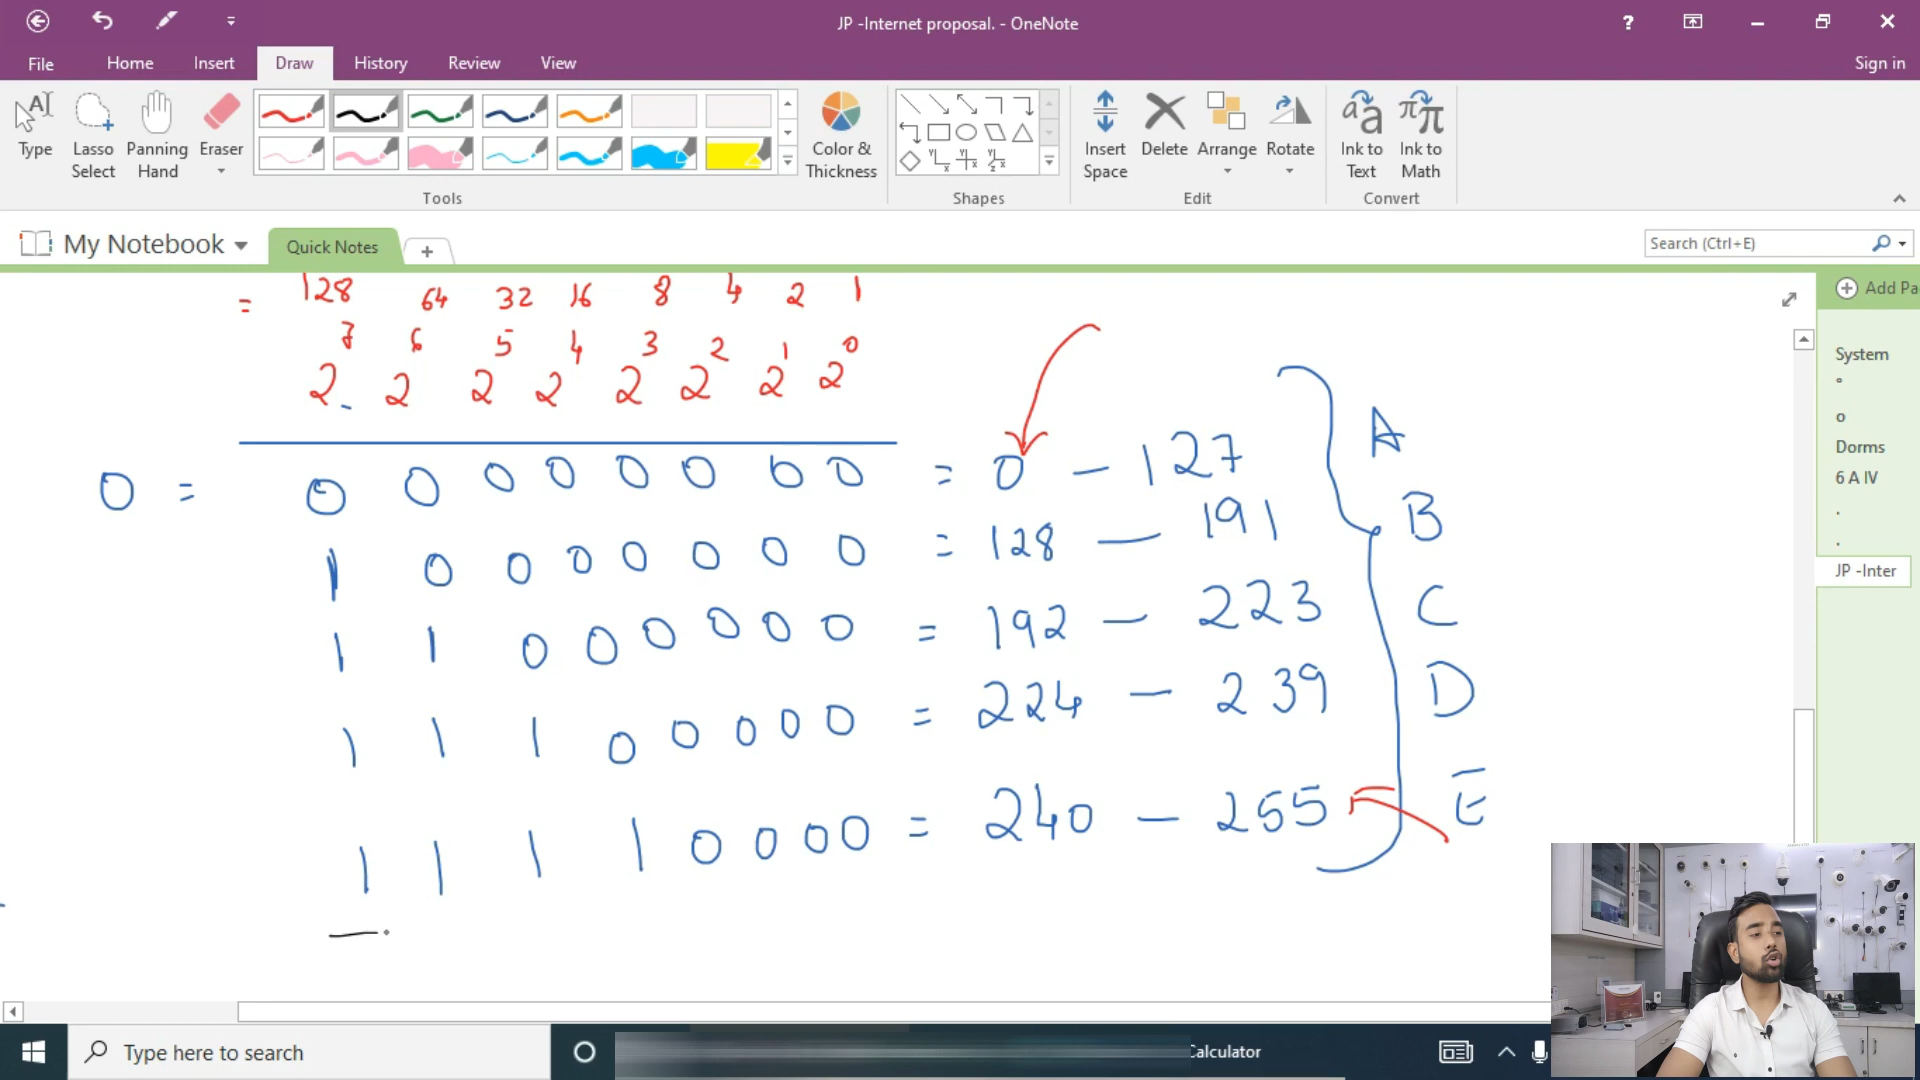 JP -Internet proposal. - OneNote
?
File Home Insert Draw History Review View Sign in
Type
Lasso Select
Panning Hand
Eraser
Color & Thickness
Insert Space
Delete
Arrange
Rotate
Ink to Text
Ink to Math
Tools Shapes Edit Convert
My Notebook Quick Notes + Search (Ctrl+E)
Add Pa
System
o
Dorms
6 A IV
.
.
JP -Inter
= 128 64 32 16 8 4 2 1
2^7 2^6 2^5 2^4 2^3 2^2 2^1 2^0
0 = 0 0 0 0 0 0 0 0 = 0 - 127 A
1 0 0 0 0 0 0 0 = 128 - 191 B
1 1 0 0 0 0 0 0 = 192 - 223 C
1 1 1 0 0 0 0 0 = 224 - 239 D
1 1 1 1 0 0 0 0 = 240 - 255 E
Type here to search
Calculator